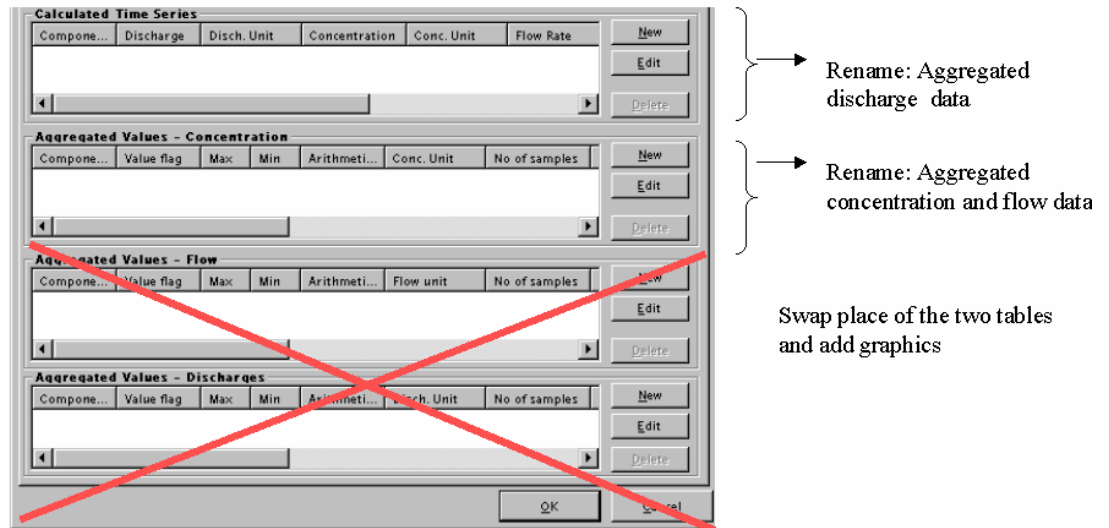 Calculated Time Series
Compone... Discharge Disch. Unit Concentration Conc. Unit Flow Rate
New
Edit
Delete
Rename: Aggregated
discharge data
Aggregated Values - Concentration
Compone... Value flag Max Min Arithmeti... Conc. Unit No of samples
New
Edit
Delete
Rename: Aggregated
concentration and flow data
Aggregated Values - Flow
Compone... Value flag Max Min Arithmeti... Flow unit No of samples
New
Edit
Delete
Swap place of the two tables
and add graphics
Aggregated Values - Discharges
Compone... Value flag Max Min Arithmeti... Disch. Unit No of samples
New
Edit
Delete
OK
Cancel